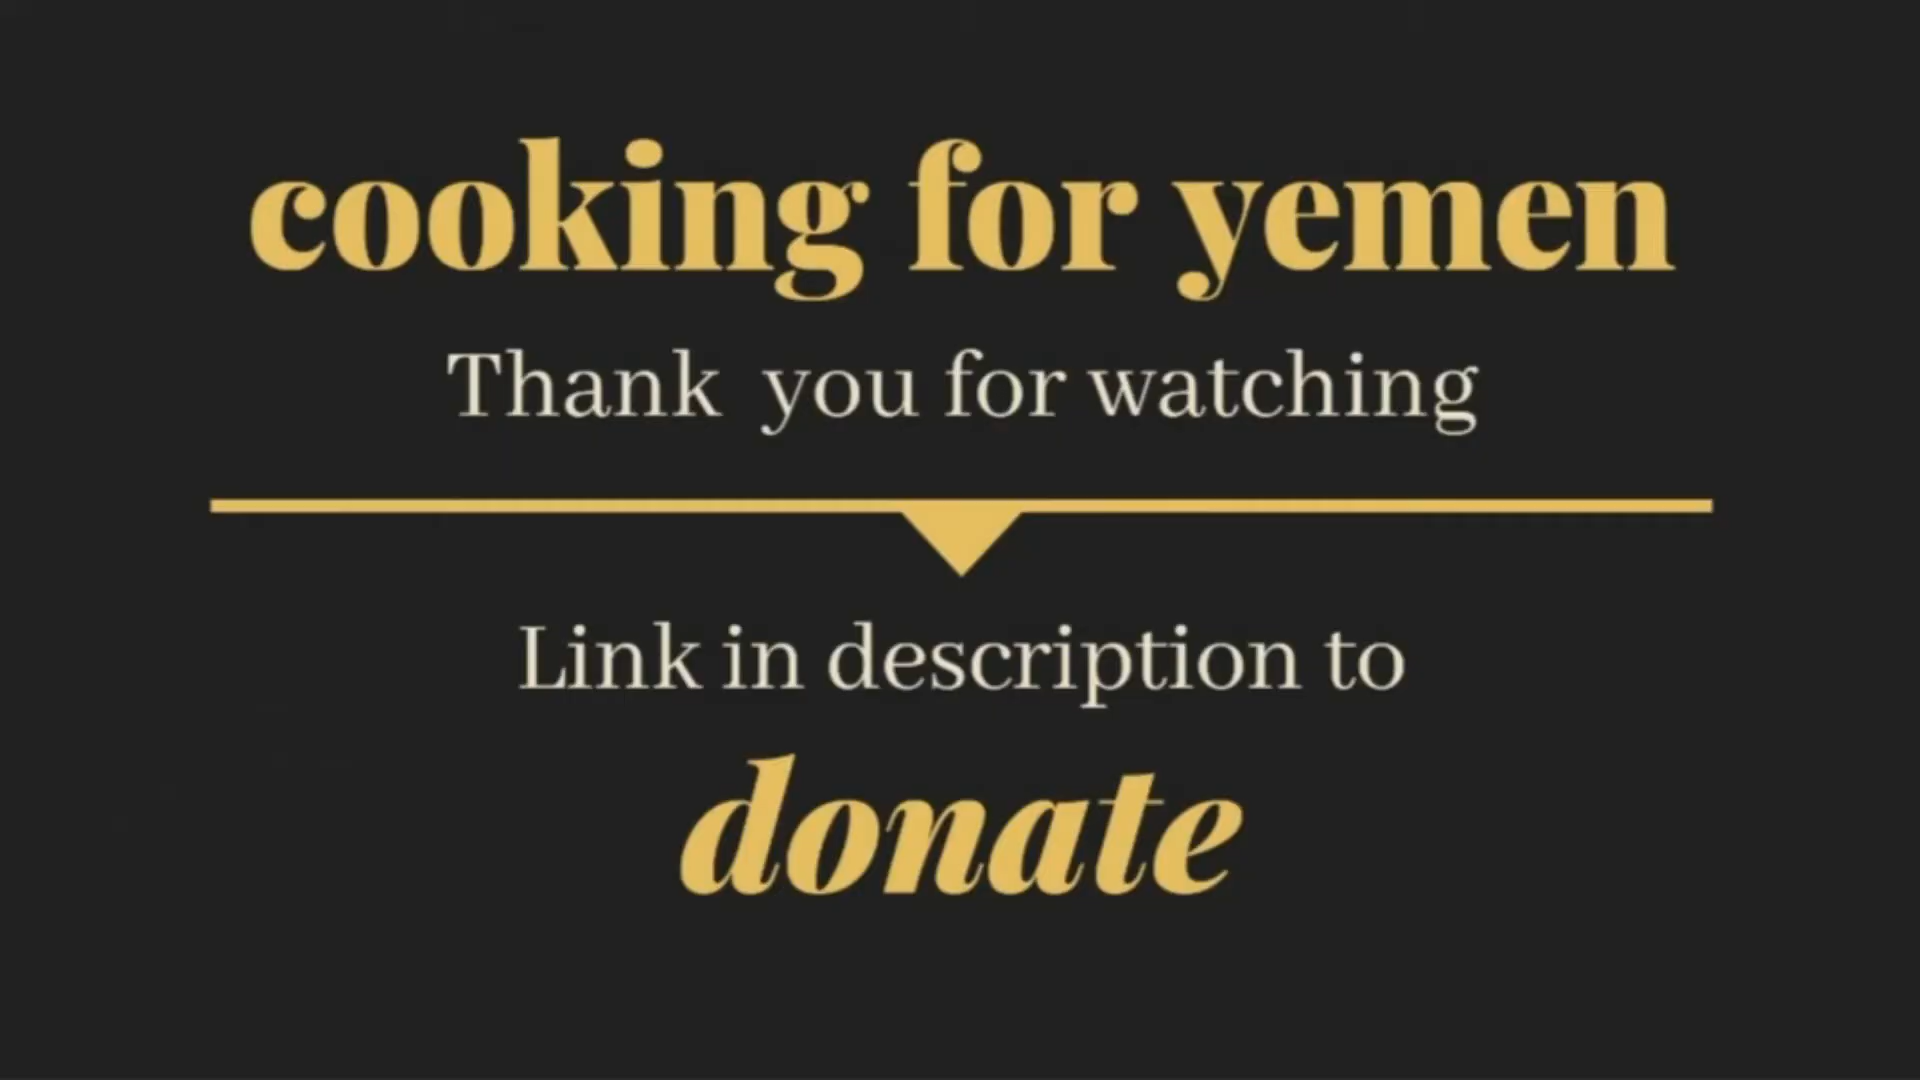 cooking for yemen
Thank you for watching
Link in description to
donate